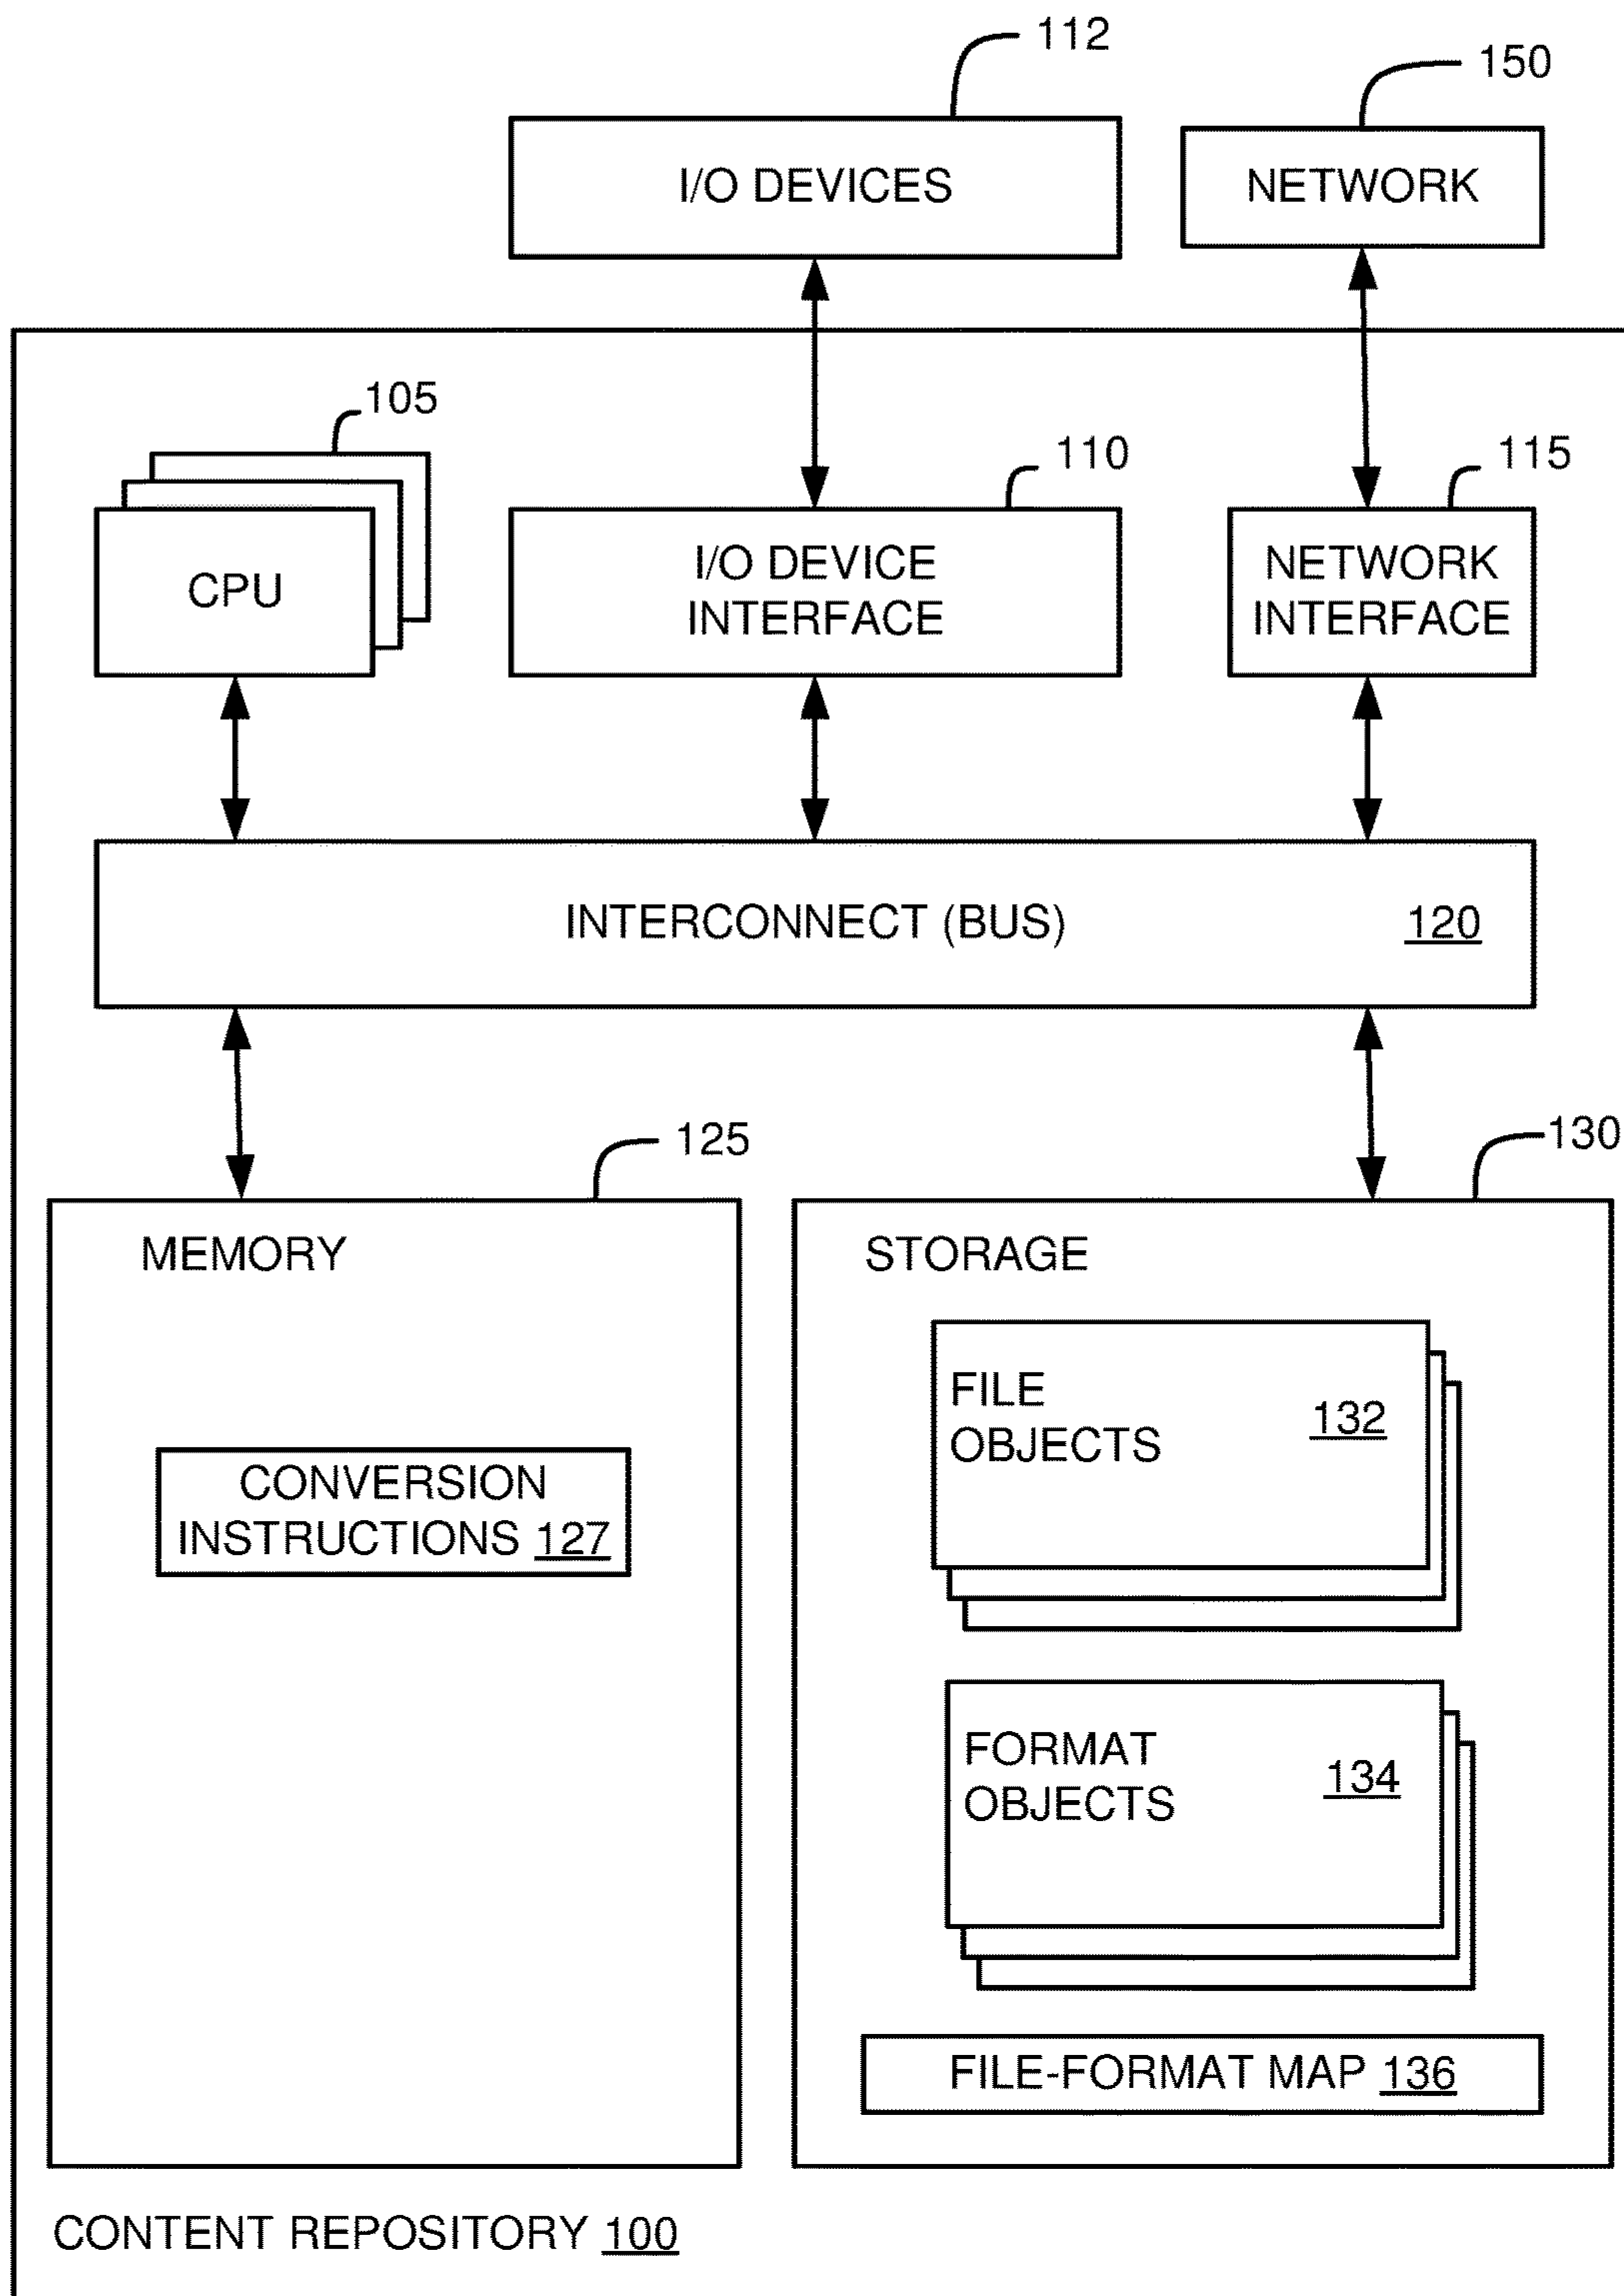 112
150
I/O DEVICES
NETWORK
105
110
115
CPU
I/O DEVICE
INTERFACE
NETWORK
INTERFACE
INTERCONNECT (BUS)
120
125
130
MEMORY
STORAGE
FILE
OBJECTS
132
CONVERSION
INSTRUCTIONS 127
FORMAT
OBJECTS
134
FILE-FORMAT MAP 136
CONTENT REPOSITORY 100